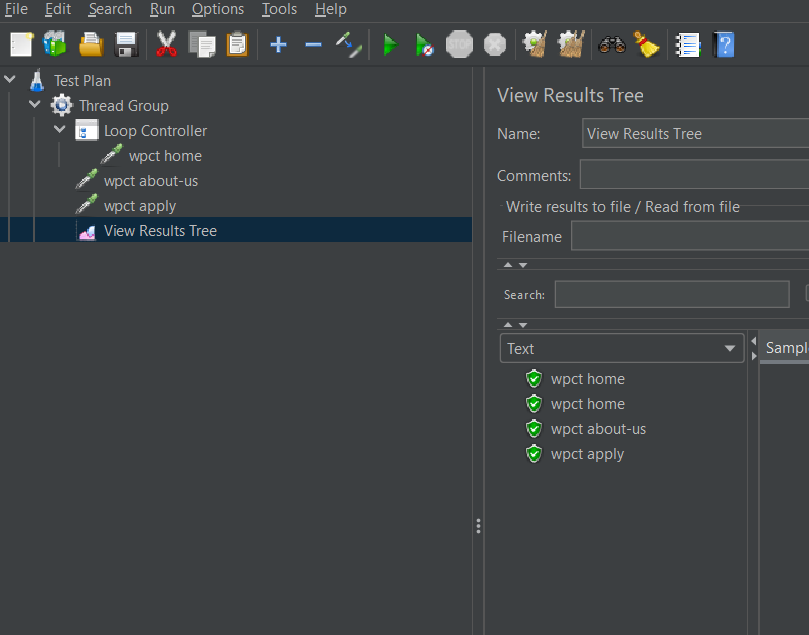 File Edit Search Run Options Tools Help
STOP
Test Plan
Thread Group
Loop Controller
wpct home
wpct about-us
wpct apply
View Results Tree
View Results Tree
Name: View Results Tree
Comments:
Write results to file / Read from file
Filename
Search:
Text
Sampl
wpct home
wpct home
wpct about-us
wpct apply